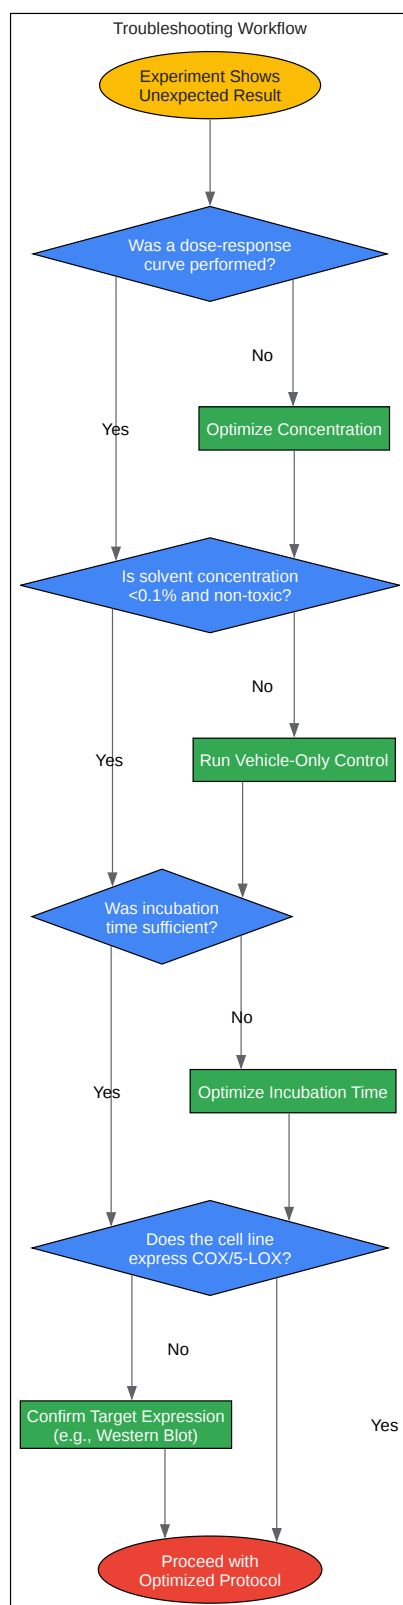 Troubleshooting Workflow
Experiment Shows
Unexpected Result
Was a dose-response
curve performed?
No
Yes
Optimize Concentration
Is solvent concentration
<0.1% and non-toxic?
No
Yes
Run Vehicle-Only Control
Was incubation
time sufficient?
No
Yes
Optimize Incubation Time
Does the cell line
express COX/5-LOX?
No
Confirm Target Expression
(e.g., Western Blot)
Yes
Proceed with
Optimized Protocol